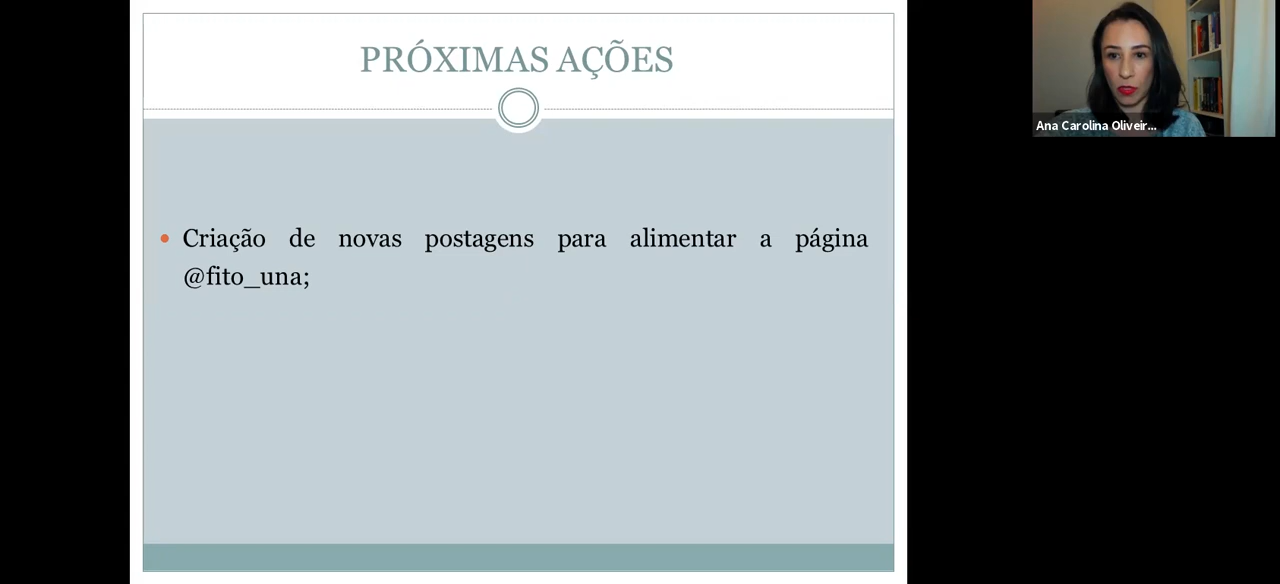 PRÓXIMAS AÇÕES
Ana Carolina Oliveir...
Criação de novas postagens para alimentar a página
@fito_una;